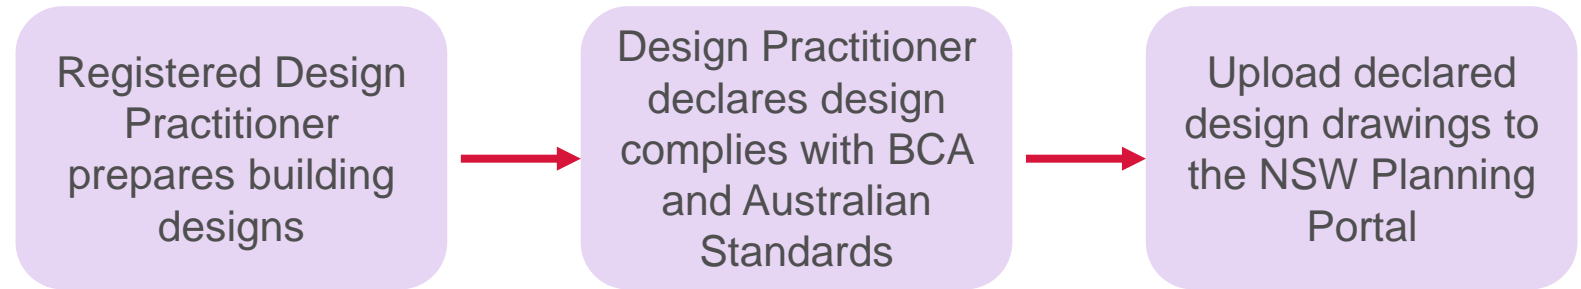 Registered Design
Practitioner
prepares building
designs
Design Practitioner
declares design
complies with BCA
and Australian
Standards
Upload declared
design drawings to
the NSW Planning
Portal